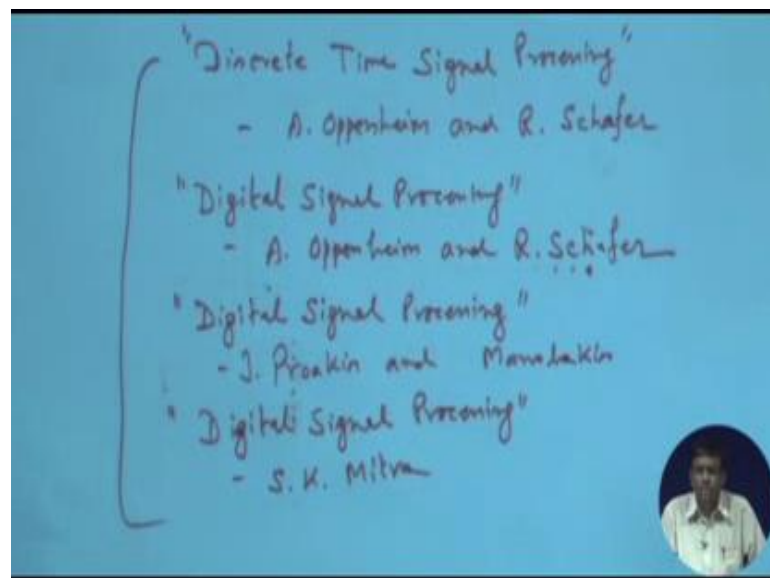 "Discrete Time Signal Processing"
- A. Oppenheim and R. Schafer
"Digital Signal Processing"
- A. Oppenheim and R. Schafer
"Digital Signal Processing"
- J. Proakis and Manolakis
"Digital Signal Processing"
- S. K. Mitra